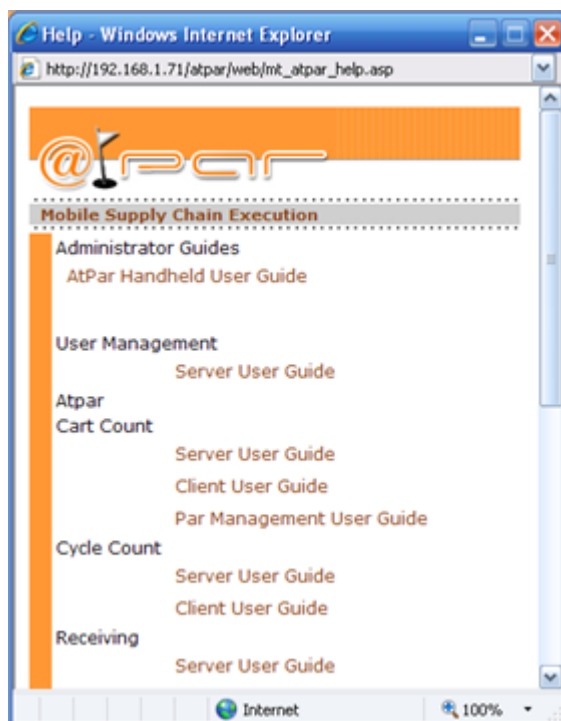 Help - Windows Internet Explorer
http://192.168.1.71/atpar/web/mt_atpar_help.asp
@par
Mobile Supply Chain Execution
Administrator Guides
AtPar Handheld User Guide
User Management
Server User Guide
Atpar
Cart Count
Server User Guide
Client User Guide
Par Management User Guide
Cycle Count
Server User Guide
Client User Guide
Receiving
Server User Guide
Internet 100%